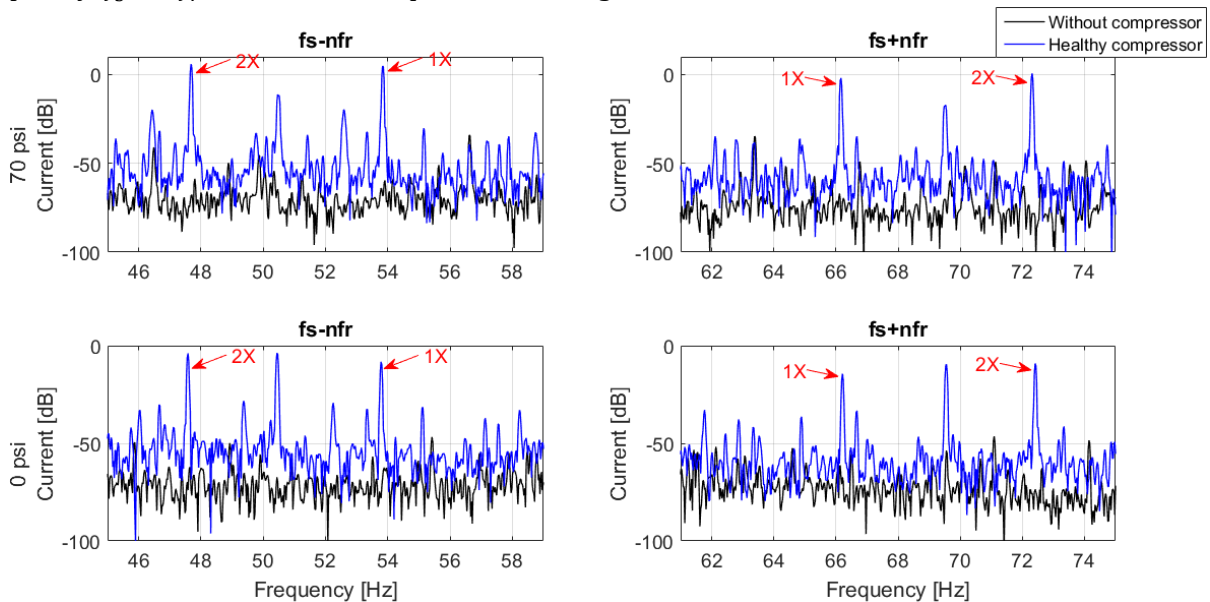 Without compressor
Healthy compressor
fs-nfr
fs+nfr
70 psi
Current [dB]
0
-50
-100
2X
1X
46 48 50 52 54 56 58
Current [dB]
0
-50
-100
1X
2X
62 64 66 68 70 72 74
fs-nfr
fs+nfr
0 psi
Current [dB]
0
-50
-100
2X
1X
46 48 50 52 54 56 58
Frequency [Hz]
Current [dB]
0
-50
-100
1X
2X
62 64 66 68 70 72 74
Frequency [Hz]